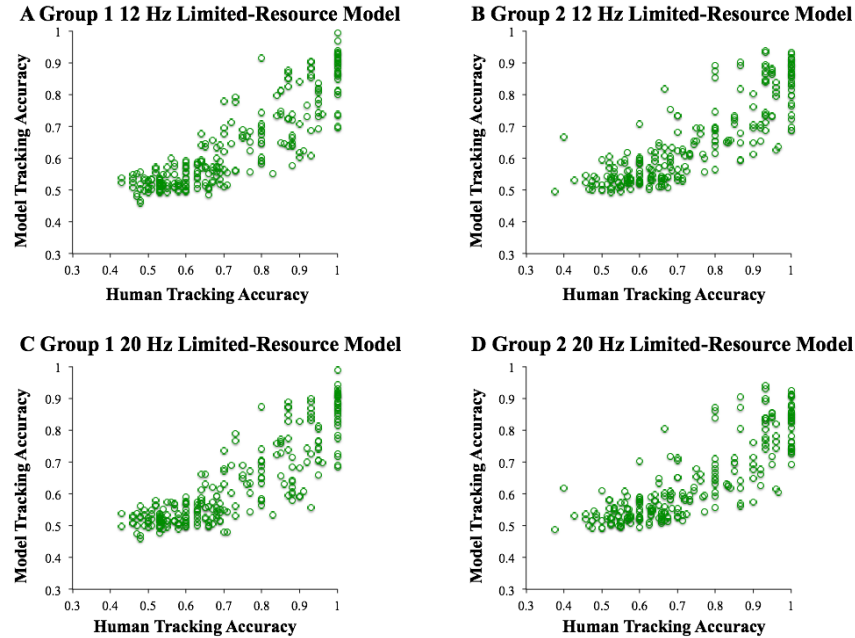 A Group 1 12 Hz Limited-Resource Model
1
0.9
0.8
0.7
0.6
0.5
0.4
0.3
Model Tracking Accuracy
0.3 0.4 0.5 0.6 0.7 0.8 0.9 1
Human Tracking Accuracy
B Group 2 12 Hz Limited-Resource Model
1
0.9
0.8
0.7
0.6
0.5
0.4
0.3
Model Tracking Accuracy
0.3 0.4 0.5 0.6 0.7 0.8 0.9 1
Human Tracking Accuracy
C Group 1 20 Hz Limited-Resource Model
1
0.9
0.8
0.7
0.6
0.5
0.4
0.3
Model Tracking Accuracy
0.3 0.4 0.5 0.6 0.7 0.8 0.9 1
Human Tracking Accuracy
D Group 2 20 Hz Limited-Resource Model
1
0.9
0.8
0.7
0.6
0.5
0.4
0.3
Model Tracking Accuracy
0.3 0.4 0.5 0.6 0.7 0.8 0.9 1
Human Tracking Accuracy